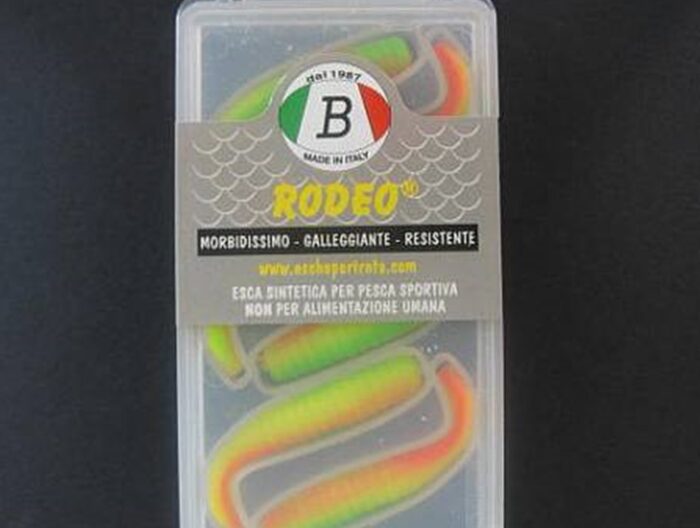 dal 1987
B
MADE IN ITALY
RODEO®
MORBIDISSIMO - GALLEGGIANTE - RESISTENTE
www.eschepertrota.com
ESCA SINTETICA PER PESCA SPORTIVA
NON PER ALIMENTAZIONE UMANA